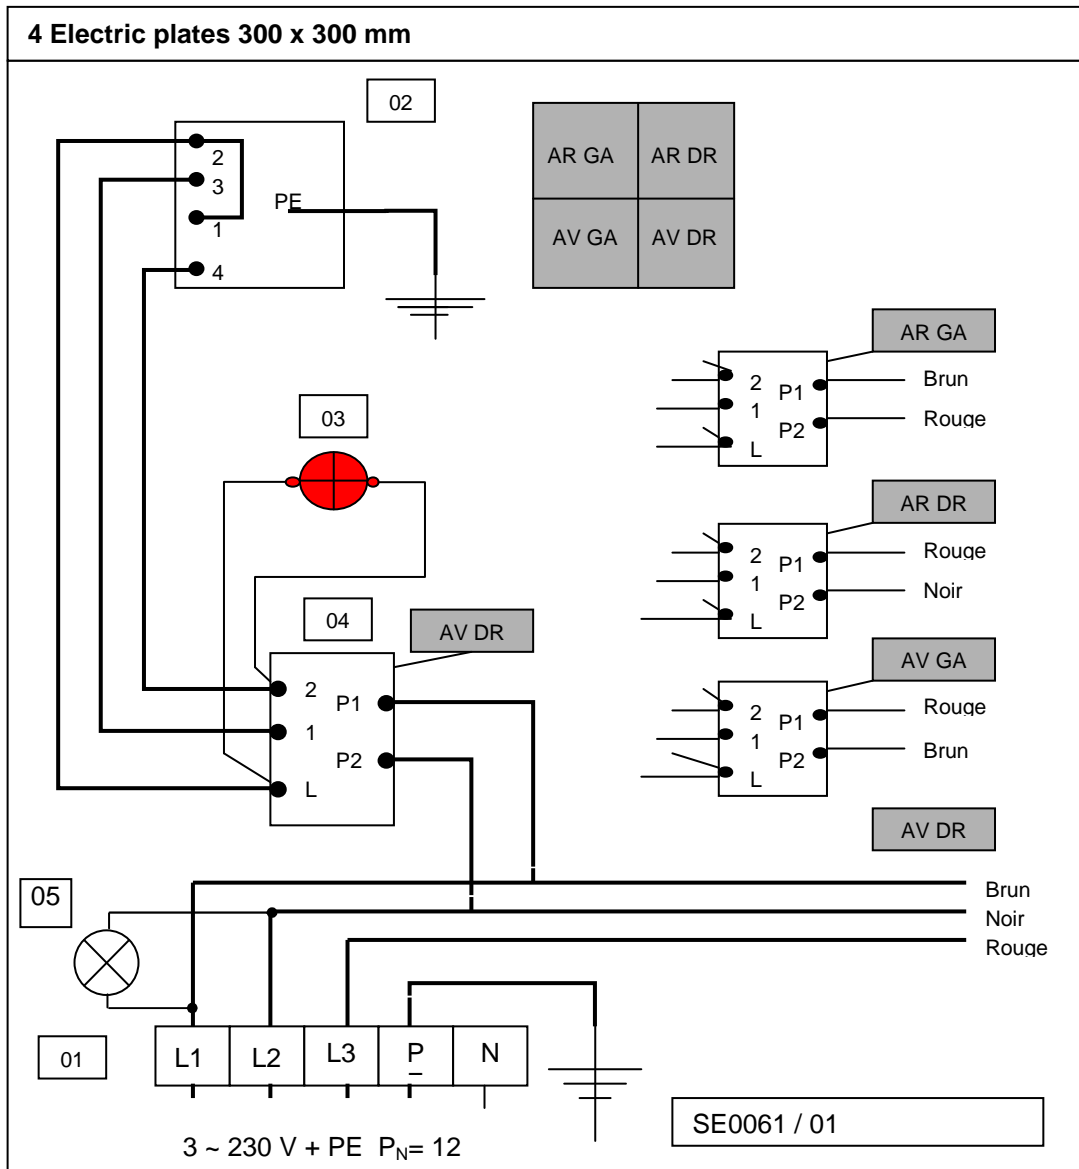 4 Electric plates 300 x 300 mm
02
2
3
1
4
PE
AR GA AR DR
AV GA AV DR
AR GA
2 P1 Brun
1
P2 Rouge
L
03
AR DR
2 P1 Rouge
1
P2 Noir
L
04
AV DR
2
P1
1
P2
L
AV GA
2 P1 Rouge
1
P2 Brun
L
AV DR
05
Brun
Noir
Rouge
01
L1 L2 L3 P N
3 ~ 230 V + PE PN= 12
SE0061 / 01